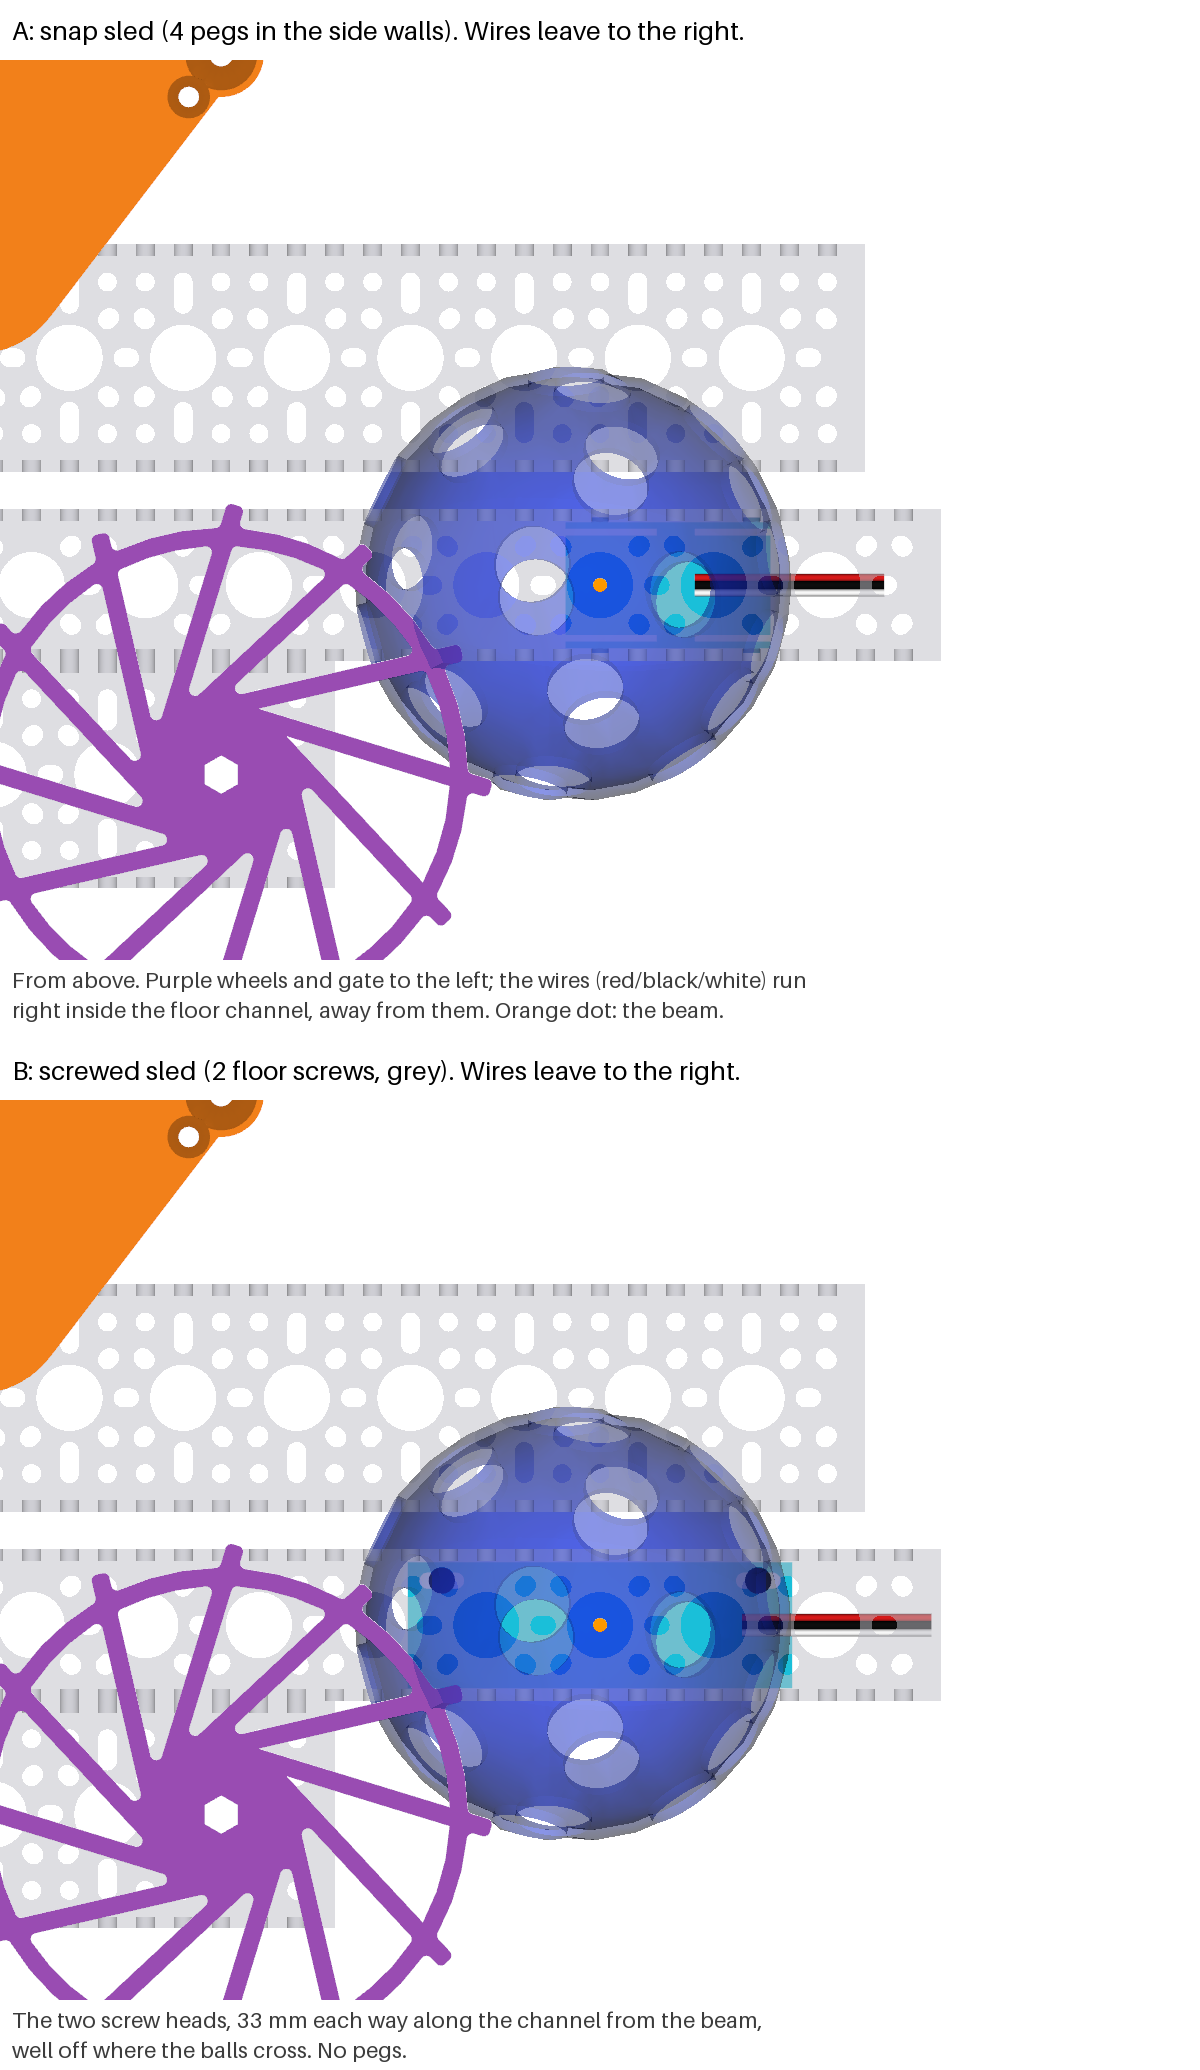 A: snap sled (4 pegs in the side walls). Wires leave to the right.
From above. Purple wheels and gate to the left; the wires (red/black/white) run
right inside the floor channel, away from them. Orange dot: the beam.
B: screwed sled (2 floor screws, grey). Wires leave to the right.
The two screw heads, 33 mm each way along the channel from the beam,
well off where the balls cross. No pegs.